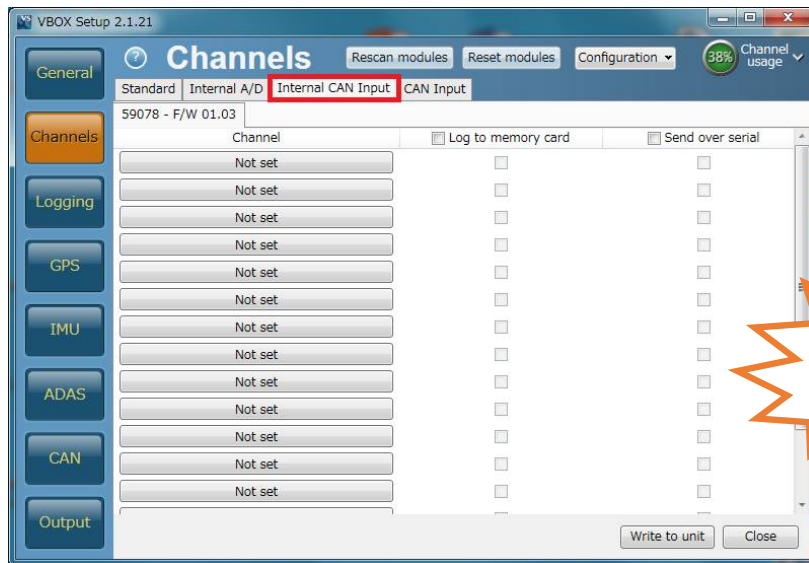 VBOX Setup 2.1.21
General
Channels
Logging
GPS
IMU
ADAS
CAN
Output
? Channels Rescan modules Reset modules Configuration 38% Channel usage
Standard Internal A/D Internal CAN Input CAN Input
59078 - F/W 01.03
Channel Log to memory card Send over serial
Not set
Not set
Not set
Not set
Not set
Not set
Not set
Not set
Not set
Not set
Not set
Not set
Not set
Write to unit Close